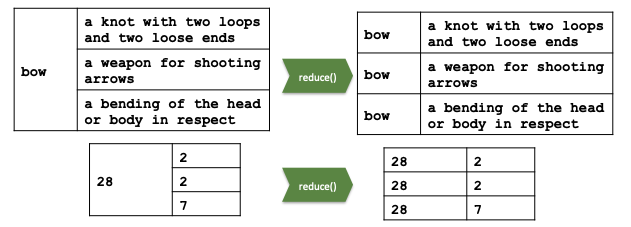 bow
a knot with two loops
and two loose ends
a weapon for shooting
arrows
a bending of the head
or body in respect
reduce()
bow
a knot with two loops
and two loose ends
bow
a weapon for shooting
arrows
bow
a bending of the head
or body in respect
28
2
2
7
reduce()
28 2
28 2
28 7